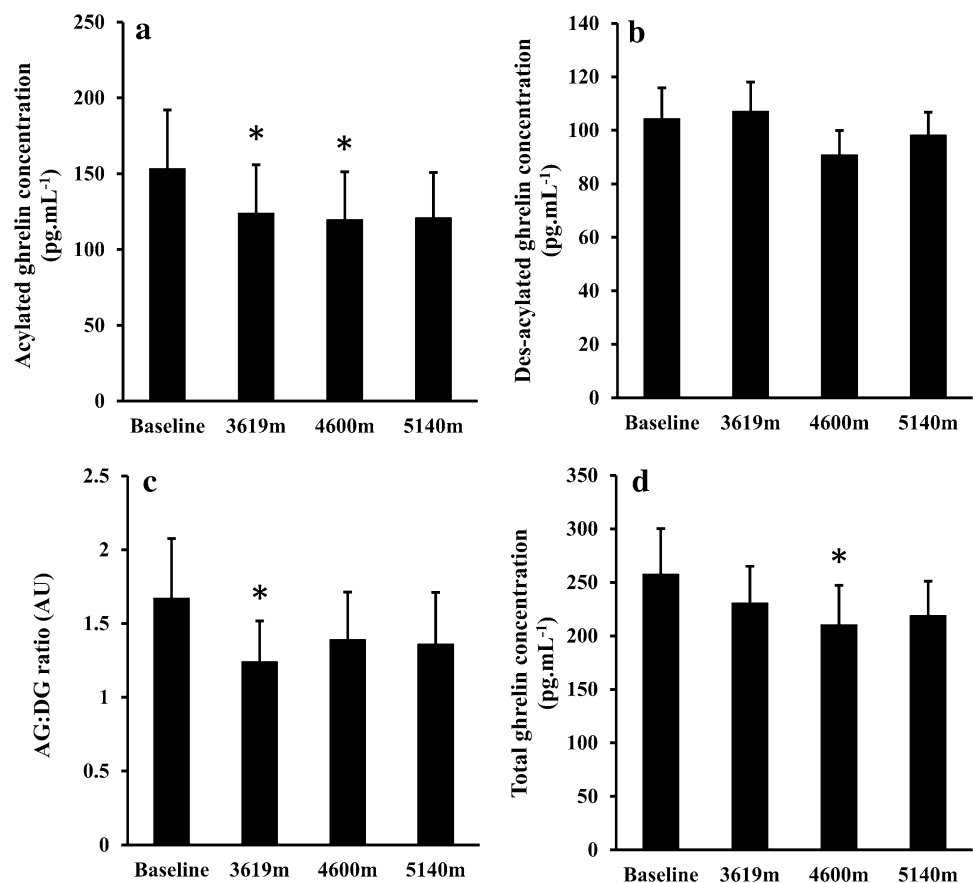 a
Acylated ghrelin concentration
(pg.mL-1)
250
200
150
100
50
0
*
*
Baseline 3619m 4600m 5140m
b
Des-acylated ghrelin concentration
(pg.mL-1)
140
120
100
80
60
40
20
0
Baseline 3619m 4600m 5140m
c
AG:DG ratio (AU)
2.5
2
1.5
1
0.5
0
*
Baseline 3619m 4600m 5140m
d
Total ghrelin concentration
(pg.mL-1)
350
300
250
200
150
100
50
0
*
Baseline 3619m 4600m 5140m